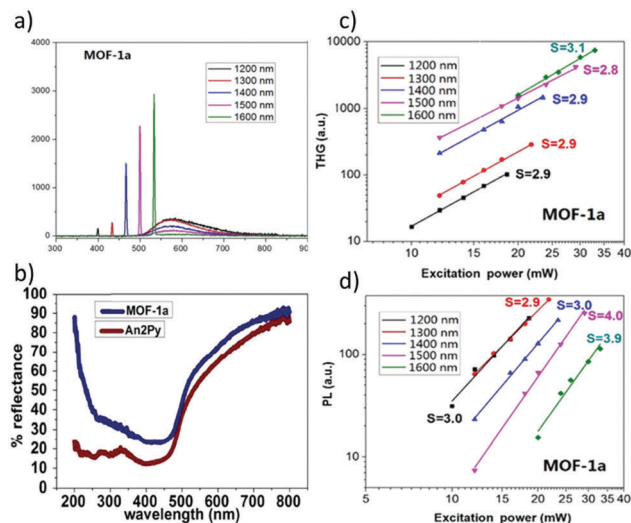 a)
MOF-1a
1200 nm
1300 nm
1400 nm
1500 nm
1600 nm
4000
3000
2000
1000
0
300 400 500 600 700 800 90
b)
MOF-1a
An2Py
% reflectance
100
90
80
70
60
50
40
30
20
10
0
200 300 400 500 600 700 800
wavelength (nm)
c)
1200 nm
1300 nm
1400 nm
1500 nm
1600 nm
S=3.1
S=2.8
S=2.9
S=2.9
S=2.9
MOF-1a
THG (a.u.)
10000
1000
100
10
10 20 30 40
Excitation power (mW)
d)
1200 nm
1300 nm
1400 nm
1500 nm
1600 nm
S=2.9
S=3.0
S=4.0
S=3.9
S=3.0
MOF-1a
PL (a.u.)
100
10
5 10 15 20 25 30 35 40
Excitation power (mW)